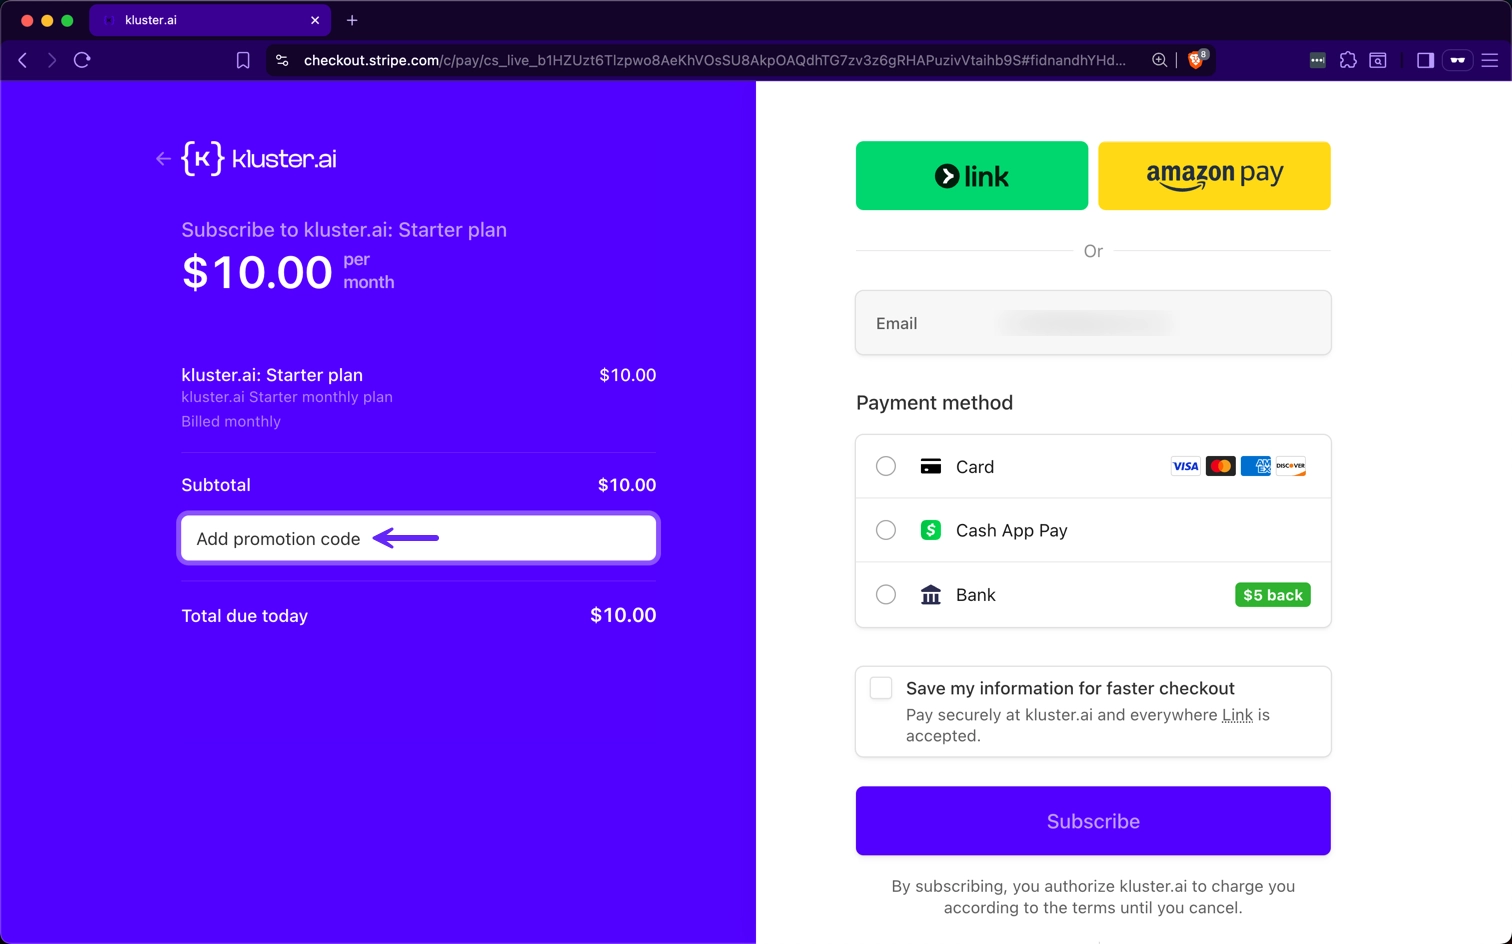 kluster.ai
checkout.stripe.com/c/pay/cs_live_b1HZUzt6TIzpwo8AeKhVOsSU8AkpOAQdhTG7zv3z6gRHAPuzivVtaihb9S#fidnandhYHd...
8
{K} kluster.ai
Subscribe to kluster.ai: Starter plan
$10.00 per
month
kluster.ai: Starter plan $10.00
kluster.ai Starter monthly plan
Billed monthly
Subtotal $10.00
Add promotion code
Total due today $10.00
link
amazon pay
Or
Email
Payment method
Card VISA AMEX DISCOVER
Cash App Pay
Bank $5 back
Save my information for faster checkout
Pay securely at kluster.ai and everywhere Link is
accepted.
Subscribe
By subscribing, you authorize kluster.ai to charge you
according to the terms until you cancel.